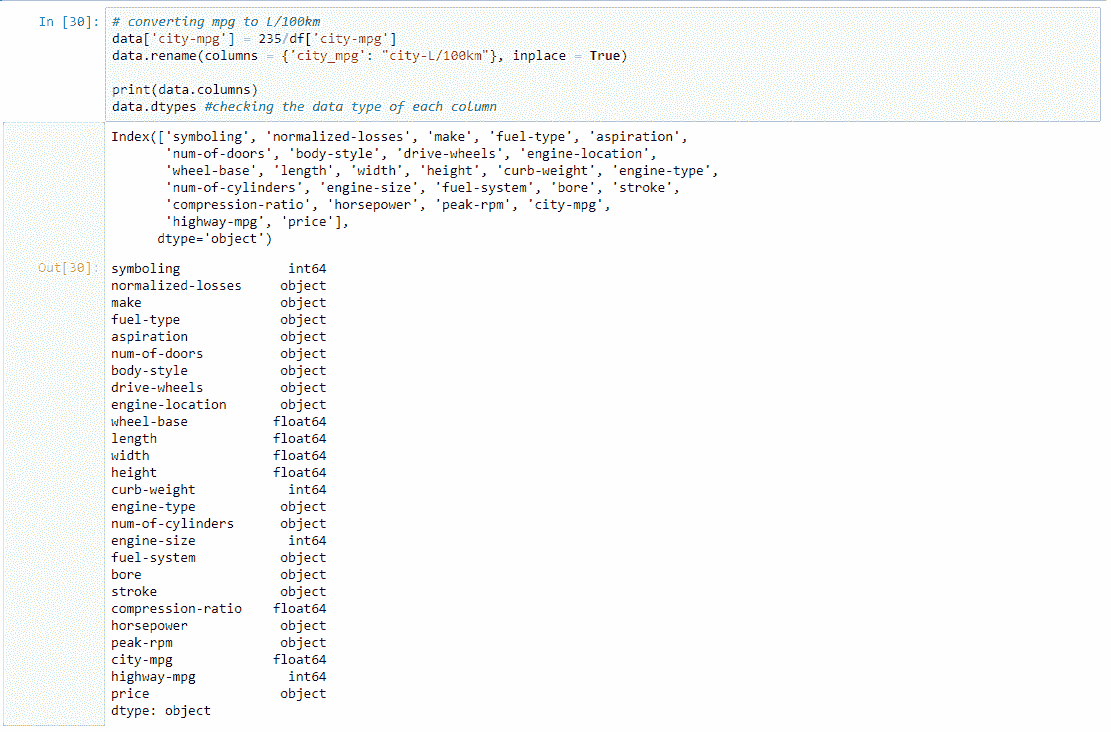 In [30]: # converting mpg to L/100km
data['city-mpg'] = 235/df['city-mpg']
data.rename(columns = {'city_mpg': "city-L/100km"}, inplace = True)
print(data.columns)
data.dtypes #checking the data type of each column
Index(['symboling', 'normalized-losses', 'make', 'fuel-type', 'aspiration',
'num-of-doors', 'body-style', 'drive-wheels', 'engine-location',
'wheel-base', 'length', 'width', 'height', 'curb-weight', 'engine-type',
'num-of-cylinders', 'engine-size', 'fuel-system', 'bore', 'stroke',
'compression-ratio', 'horsepower', 'peak-rpm', 'city-mpg',
'highway-mpg', 'price'],
dtype='object')
Out[30]: symboling int64
normalized-losses object
make object
fuel-type object
aspiration object
num-of-doors object
body-style object
drive-wheels object
engine-location object
wheel-base float64
length float64
width float64
height float64
curb-weight int64
engine-type object
num-of-cylinders object
engine-size int64
fuel-system object
bore object
stroke object
compression-ratio float64
horsepower object
peak-rpm object
city-mpg float64
highway-mpg int64
price object
dtype: object